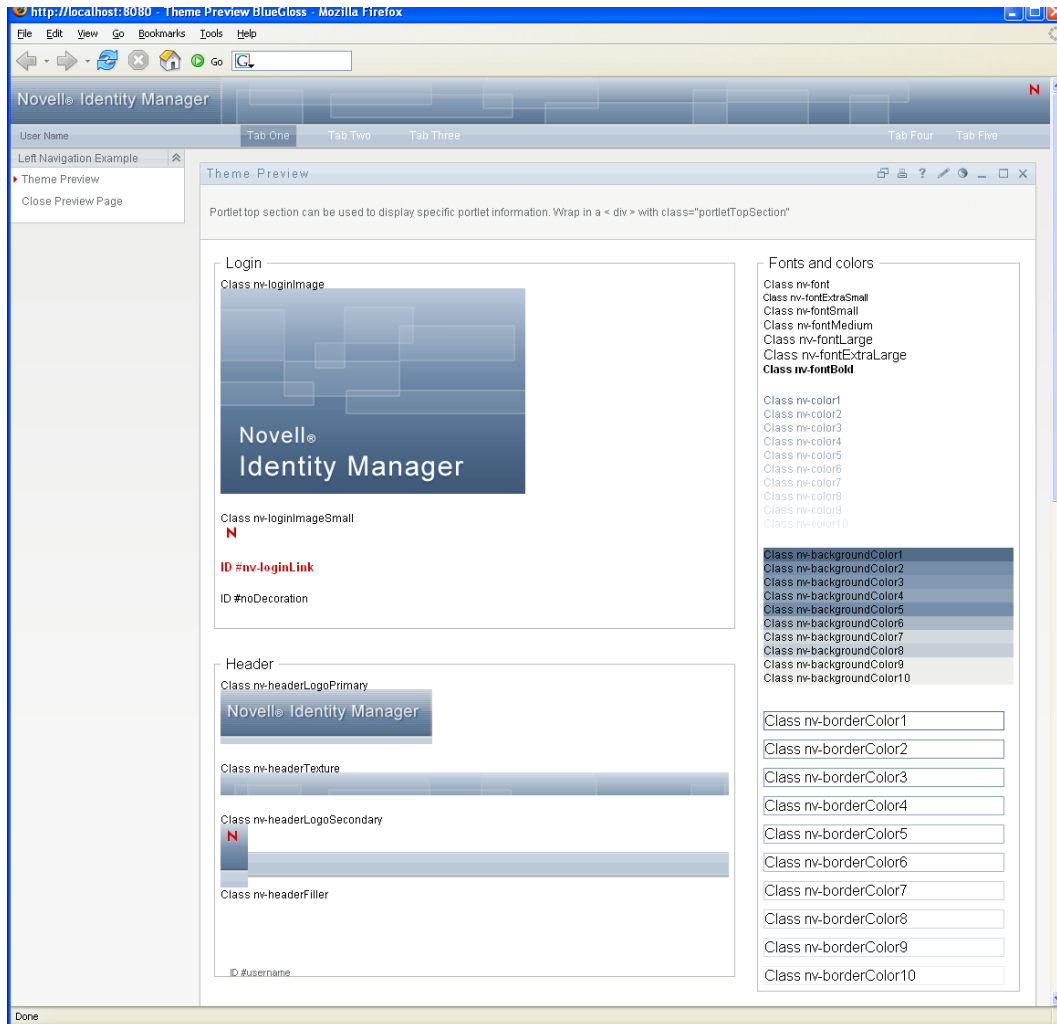 http://localhost:8080 - Theme Preview BlueGloss - Mozilla Firefox
File Edit View Go Bookmarks Tools Help
Go G
Novell® Identity Manager N
User Name Tab One Tab Two Tab Three Tab Four Tab Five
Left Navigation Example
Theme Preview
Close Preview Page
Theme Preview
Portlet top section can be used to display specific portlet information. Wrap in a < div > with class="portletTopSection"
Login
Class nv-loginImage
Novell®
Identity Manager
Class nv-loginImageSmall
N
ID #nv-loginLink
ID #noDecoration
Header
Class nv-headerLogoPrimary
Novell® Identity Manager
Class nv-headerTexture
Class nv-headerLogoSecondary
N
Class nv-headerFiller
ID #username
Fonts and colors
Class nv-font
Class nv-fontExtraSmall
Class nv-fontSmall
Class nv-fontMedium
Class nv-fontLarge
Class nv-fontExtraLarge
Class nv-fontBold
Class nv-color1
Class nv-color2
Class nv-color3
Class nv-color4
Class nv-color5
Class nv-color6
Class nv-color7
Class nv-color8
Class nv-color9
Class nv-color10
Class nv-backgroundColor1
Class nv-backgroundColor2
Class nv-backgroundColor3
Class nv-backgroundColor4
Class nv-backgroundColor5
Class nv-backgroundColor6
Class nv-backgroundColor7
Class nv-backgroundColor8
Class nv-backgroundColor9
Class nv-backgroundColor10
Class nv-borderColor1
Class nv-borderColor2
Class nv-borderColor3
Class nv-borderColor4
Class nv-borderColor5
Class nv-borderColor6
Class nv-borderColor7
Class nv-borderColor8
Class nv-borderColor9
Class nv-borderColor10
Done